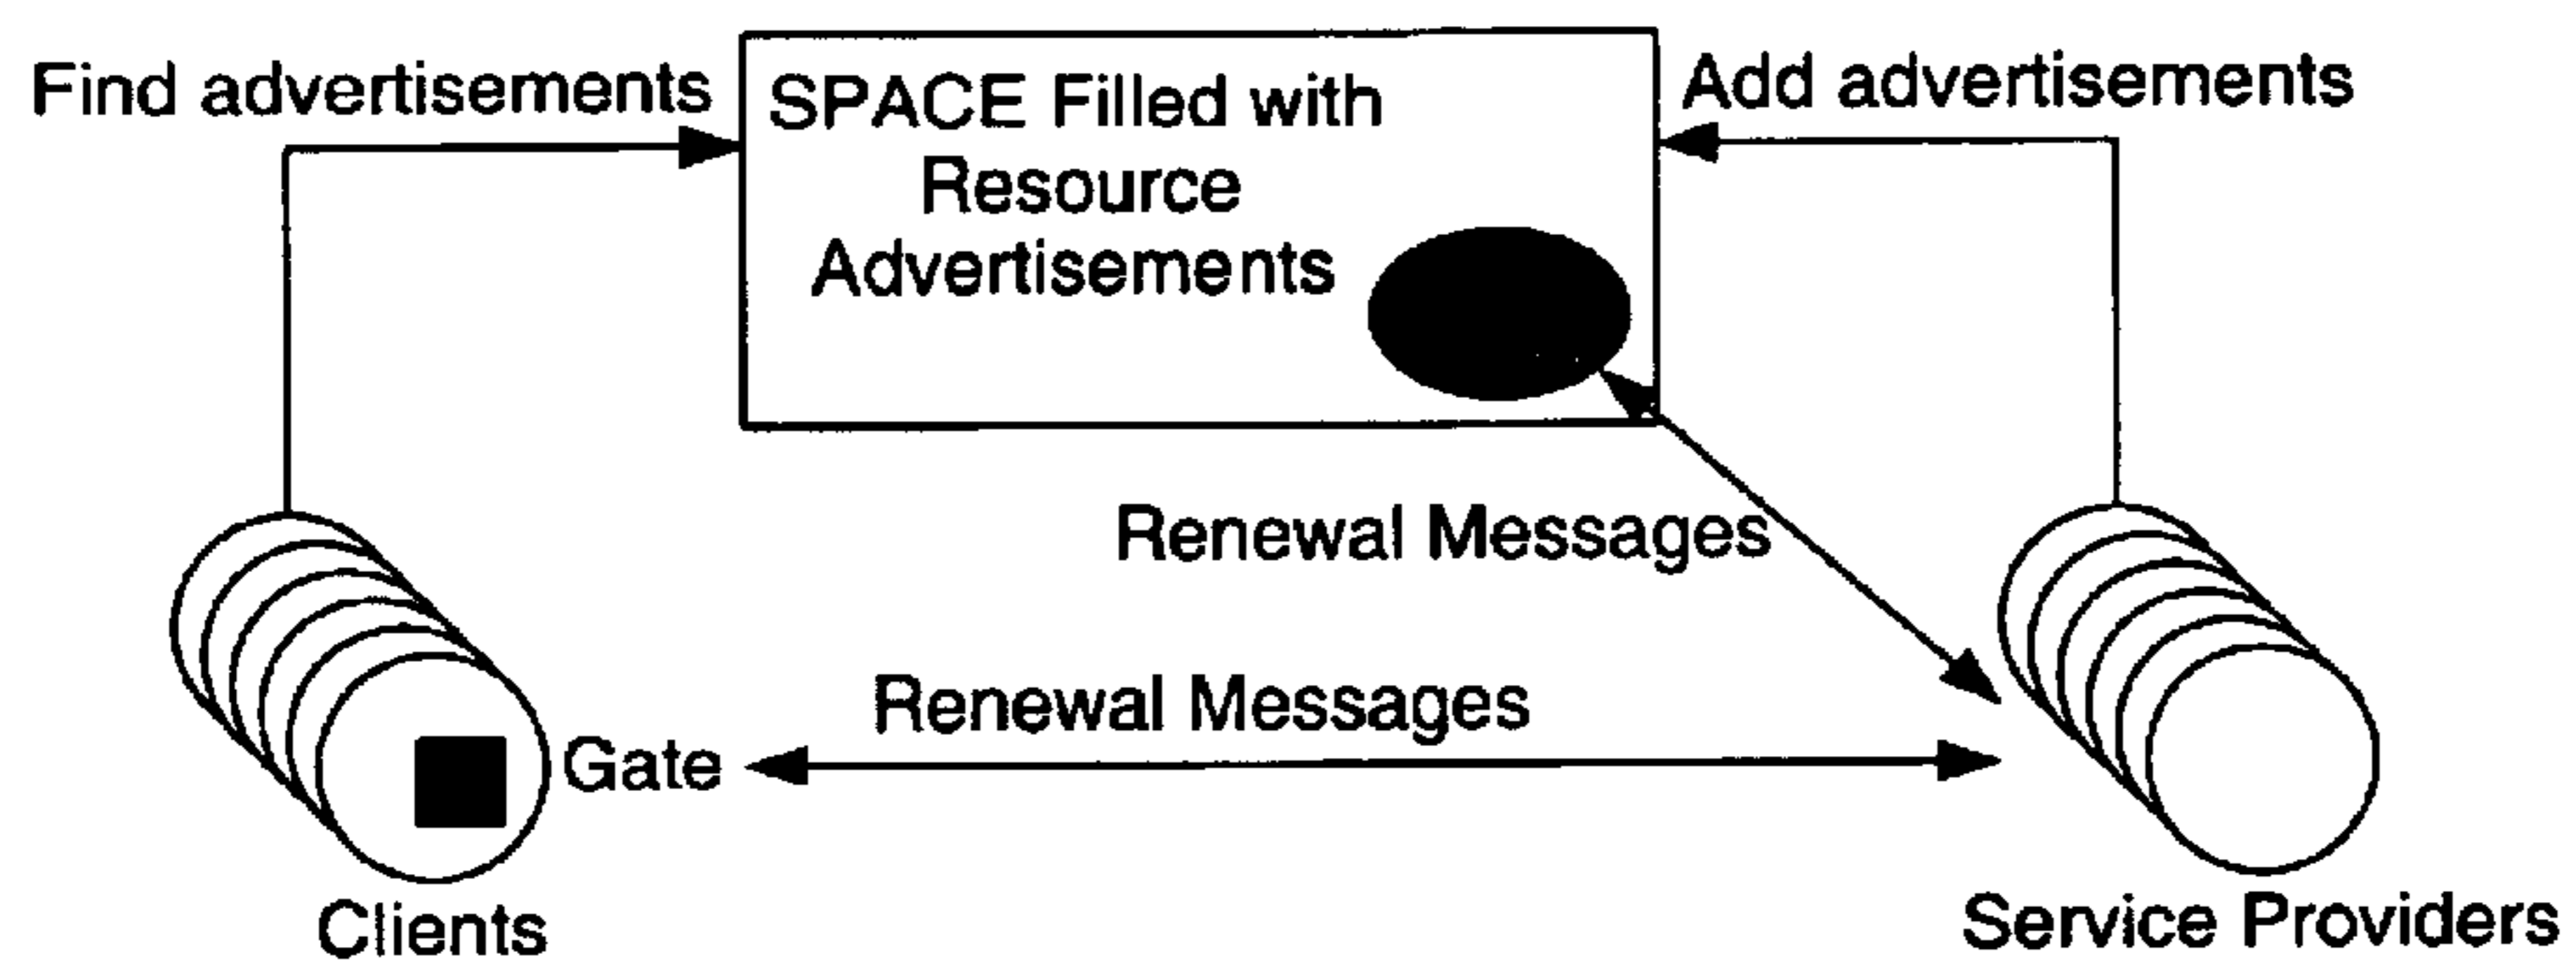 Find advertisements
SPACE Filled with
Resource
Advertisements
Add advertisements
Renewal Messages
Renewal Messages
Gate
Clients
Service Providers